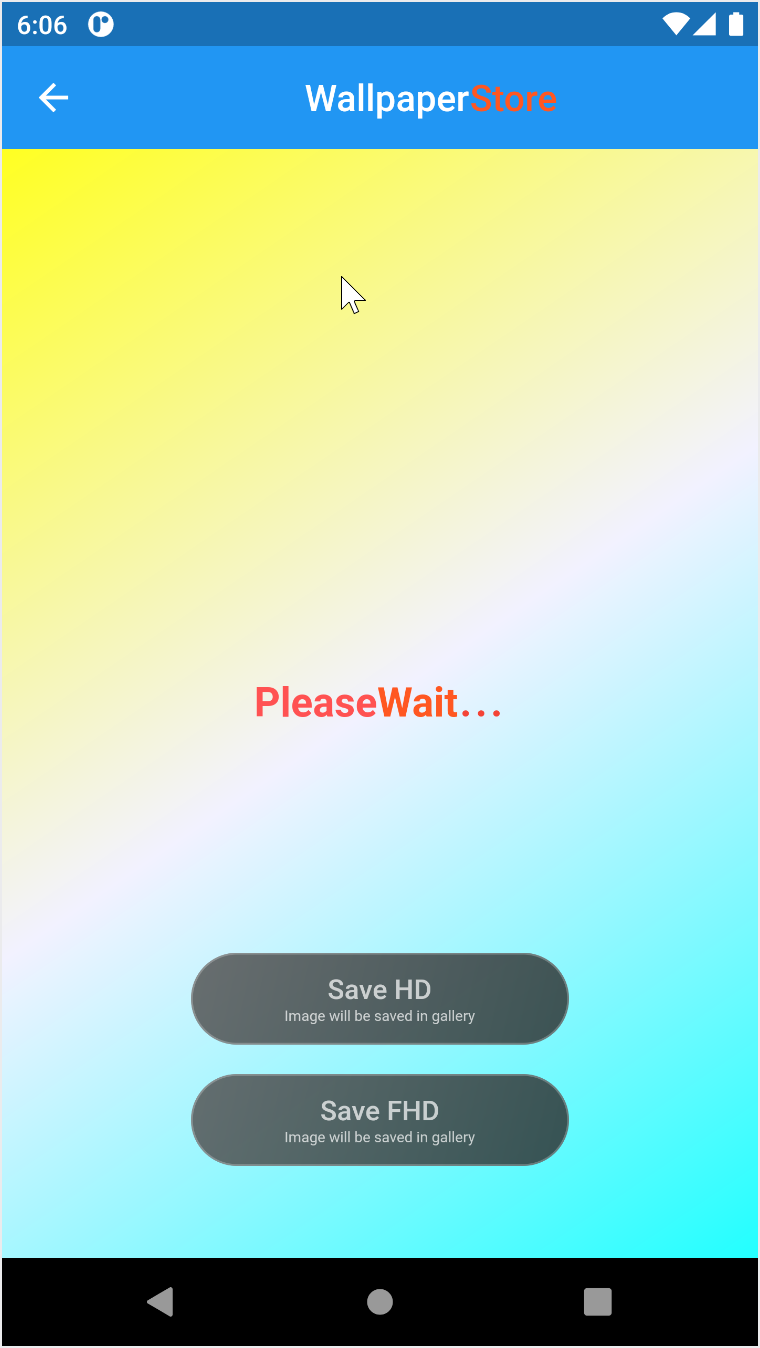 6:06
WallpaperStore
PleaseWait...
Save HD
Image will be saved in gallery
Save FHD
Image will be saved in gallery